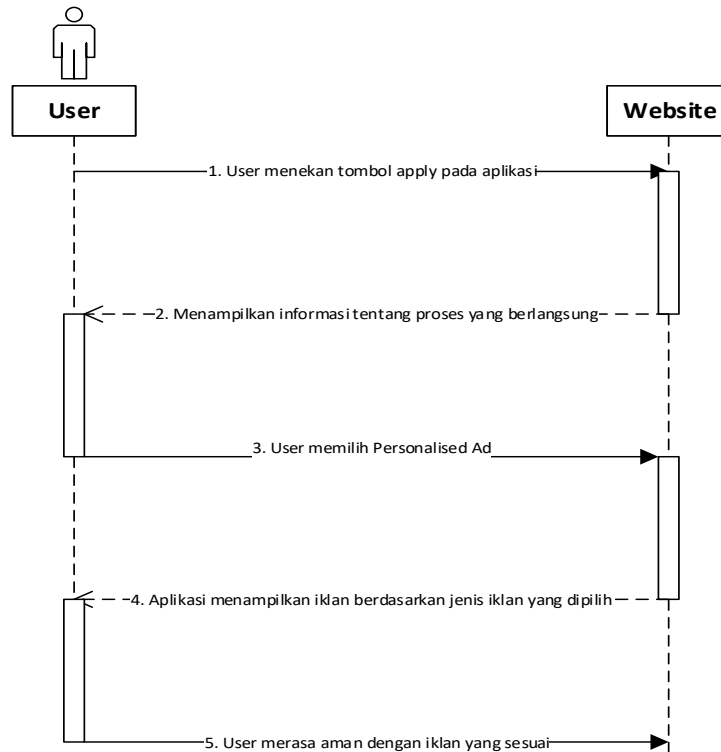 User
Website
1. User menekan tombol apply pada aplikasi
2. Menampilkan informasi tentang proses yang berlangsung
3. User memilih Personalised Ad
4. Aplikasi menampilkan iklan berdasarkan jenis iklan yang dipilih
5. User merasa aman dengan iklan yang sesuai